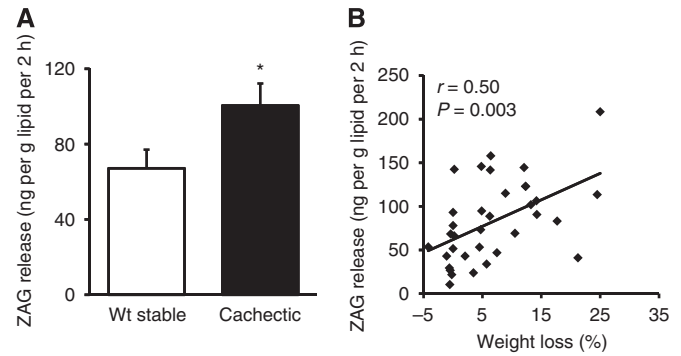 A
ZAG release (ng per g lipid per 2 h)
120
80
40
0
*
Wt stable
Cachectic
B
ZAG release (ng per g lipid per 2 h)
250
200
150
100
50
0
r = 0.50
P = 0.003
–5
5
15
25
35
Weight loss (%)